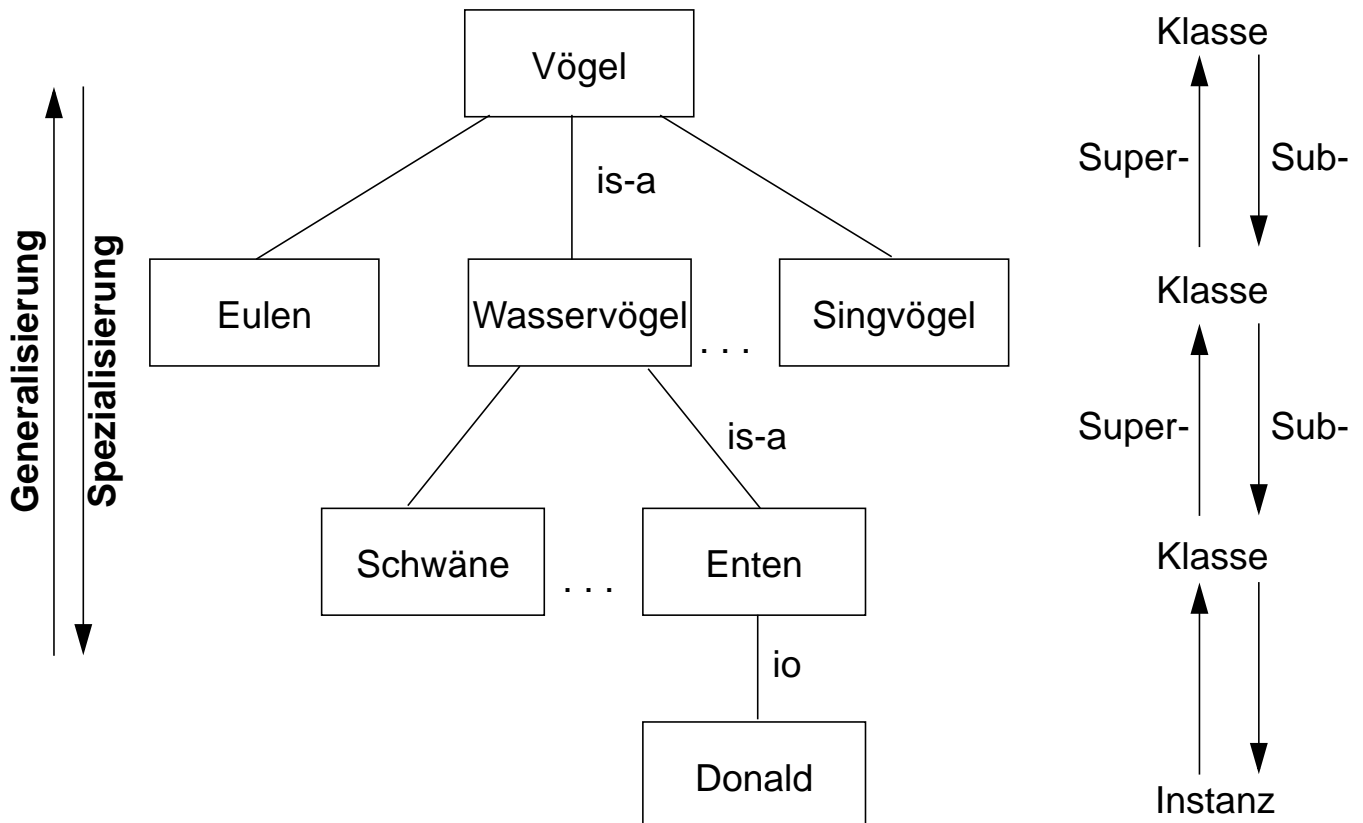 Klasse
Vögel
Super-
Sub-
is-a
Generalisierung
Spezialisierung
Eulen
Wasservögel
. . .
Singvögel
Klasse
is-a
Super-
Sub-
Schwäne
. . .
Enten
Klasse
io
Donald
Instanz